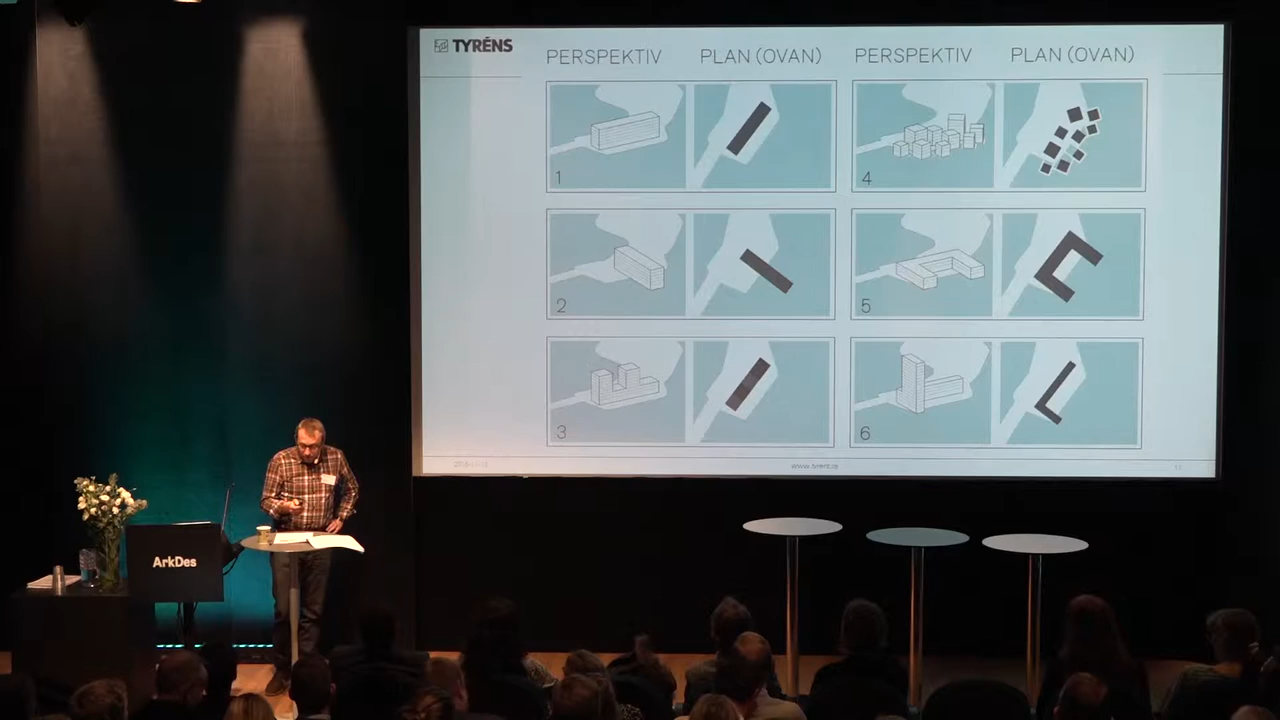 TYRÉNS
PERSPEKTIV PLAN (OVAN) PERSPEKTIV PLAN (OVAN)
1
4
2
5
3
6
www.tyrens.se
ArkDes